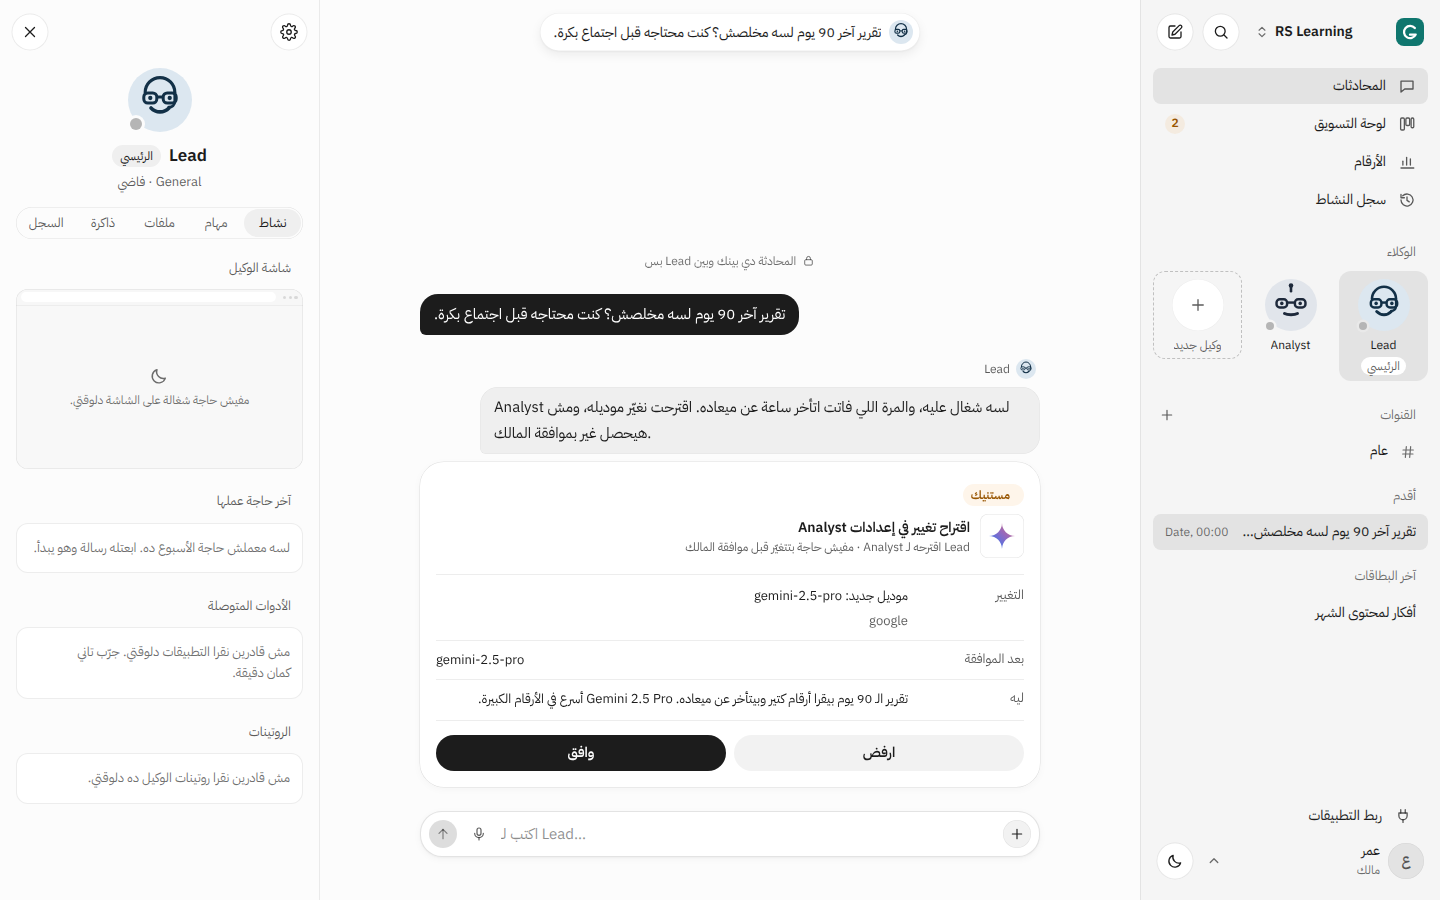 RS Learning
المحادثات
لوحة التسويق
2
الأرقام
سجل النشاط
الوكلاء
Lead
الرئيسي
Analyst
وكيل جديد
القنوات
عام
أقدم
تقرير آخر 90 يوم لسه مخلصش...
Date, 00:00
آخر البطاقات
أفكار لمحتوى الشهر
ربط التطبيقات
ع
عمر
مالك
تقرير آخر 90 يوم لسه مخلصش؟ كنت محتاجه قبل اجتماع بكرة.
المحادثة دي بينك وبين Lead بس
تقرير آخر 90 يوم لسه مخلصش؟ كنت محتاجه قبل اجتماع بكرة.
Lead
Analyst لسه شغال عليه، والمرة اللي فاتت اتأخر ساعة عن ميعاده. اقترحت نغيّر موديله، ومش
هيحصل غير بموافقة المالك.
مستنيك
اقتراح تغيير في إعدادات Analyst
Lead اقترحه لـ Analyst · مفيش حاجة بتتغيّر قبل موافقة المالك
التغيير
موديل جديد: gemini-2.5-pro
google
بعد الموافقة
gemini-2.5-pro
ليه
تقرير الـ 90 يوم بيقرا أرقام كتير وبيتأخر عن ميعاده. Gemini 2.5 Pro أسرع في الأرقام الكبيرة.
ارفض
وافق
اكتب لـ Lead...
Lead
الرئيسي
General · فاضي
نشاط
مهام
ملفات
ذاكرة
السجل
شاشة الوكيل
مفيش حاجة شغالة على الشاشة دلوقتي.
آخر حاجة عملها
لسه معملش حاجة الأسبوع ده. ابعتله رسالة وهو يبدأ.
الأدوات المتوصلة
مش قادرين نقرا التطبيقات دلوقتي. جرّب تاني
كمان دقيقة.
الروتينات
مش قادرين نقرا روتينات الوكيل ده دلوقتي.